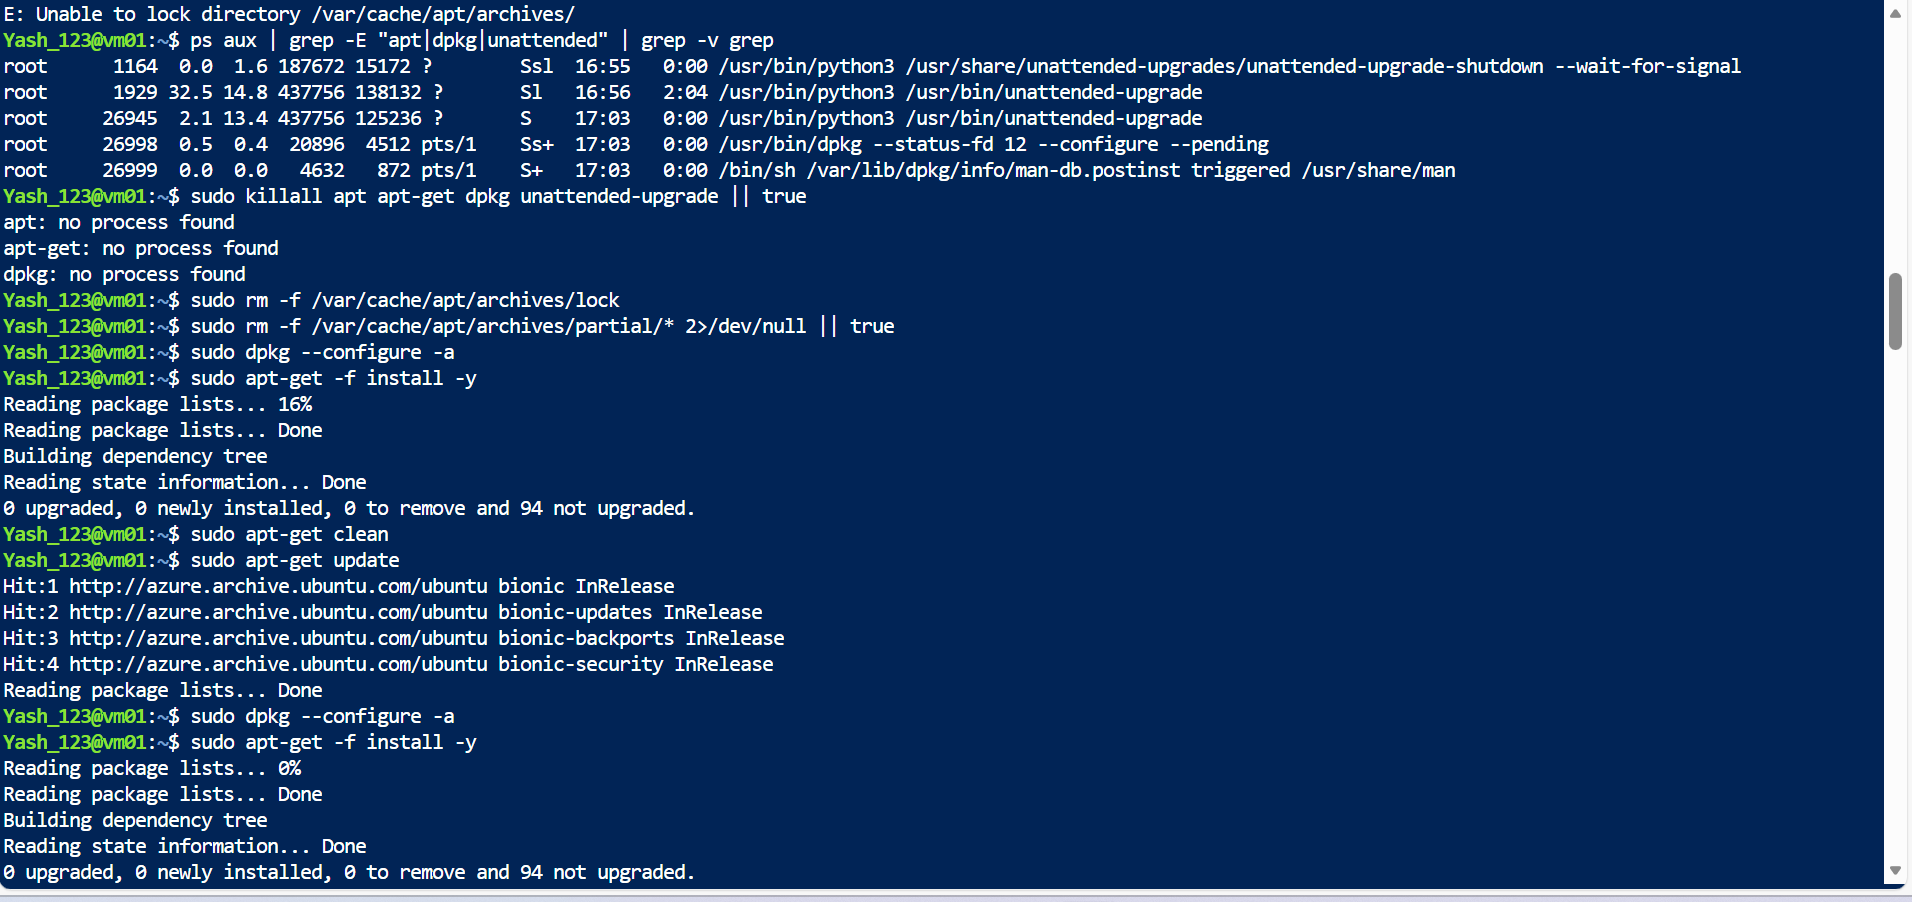 E: Unable to lock directory /var/cache/apt/archives/
Yash_123@vm01:~$ ps aux | grep -E "apt|dpkg|unattended" | grep -v grep
root      1164  0.0  1.6 187672 15172 ?        Ssl  16:55   0:00 /usr/bin/python3 /usr/share/unattended-upgrades/unattended-upgrade-shutdown --wait-for-signal
root      1929 32.5 14.8 437756 138132 ?       Sl   16:56   2:04 /usr/bin/python3 /usr/bin/unattended-upgrade
root     26945  2.1 13.4 437756 125236 ?       S    17:03   0:00 /usr/bin/python3 /usr/bin/unattended-upgrade
root     26998  0.5  0.4  20896  4512 pts/1    Ss+  17:03   0:00 /usr/bin/dpkg --status-fd 12 --configure --pending
root     26999  0.0  0.0   4632   872 pts/1    S+   17:03   0:00 /bin/sh /var/lib/dpkg/info/man-db.postinst triggered /usr/share/man
Yash_123@vm01:~$ sudo killall apt apt-get dpkg unattended-upgrade || true
apt: no process found
apt-get: no process found
dpkg: no process found
Yash_123@vm01:~$ sudo rm -f /var/cache/apt/archives/lock
Yash_123@vm01:~$ sudo rm -f /var/cache/apt/archives/partial/* 2>/dev/null || true
Yash_123@vm01:~$ sudo dpkg --configure -a
Yash_123@vm01:~$ sudo apt-get -f install -y
Reading package lists... 16%
Reading package lists... Done
Building dependency tree
Reading state information... Done
0 upgraded, 0 newly installed, 0 to remove and 94 not upgraded.
Yash_123@vm01:~$ sudo apt-get clean
Yash_123@vm01:~$ sudo apt-get update
Hit:1 http://azure.archive.ubuntu.com/ubuntu bionic InRelease
Hit:2 http://azure.archive.ubuntu.com/ubuntu bionic-updates InRelease
Hit:3 http://azure.archive.ubuntu.com/ubuntu bionic-backports InRelease
Hit:4 http://azure.archive.ubuntu.com/ubuntu bionic-security InRelease
Reading package lists... Done
Yash_123@vm01:~$ sudo dpkg --configure -a
Yash_123@vm01:~$ sudo apt-get -f install -y
Reading package lists... 0%
Reading package lists... Done
Building dependency tree
Reading state information... Done
0 upgraded, 0 newly installed, 0 to remove and 94 not upgraded.